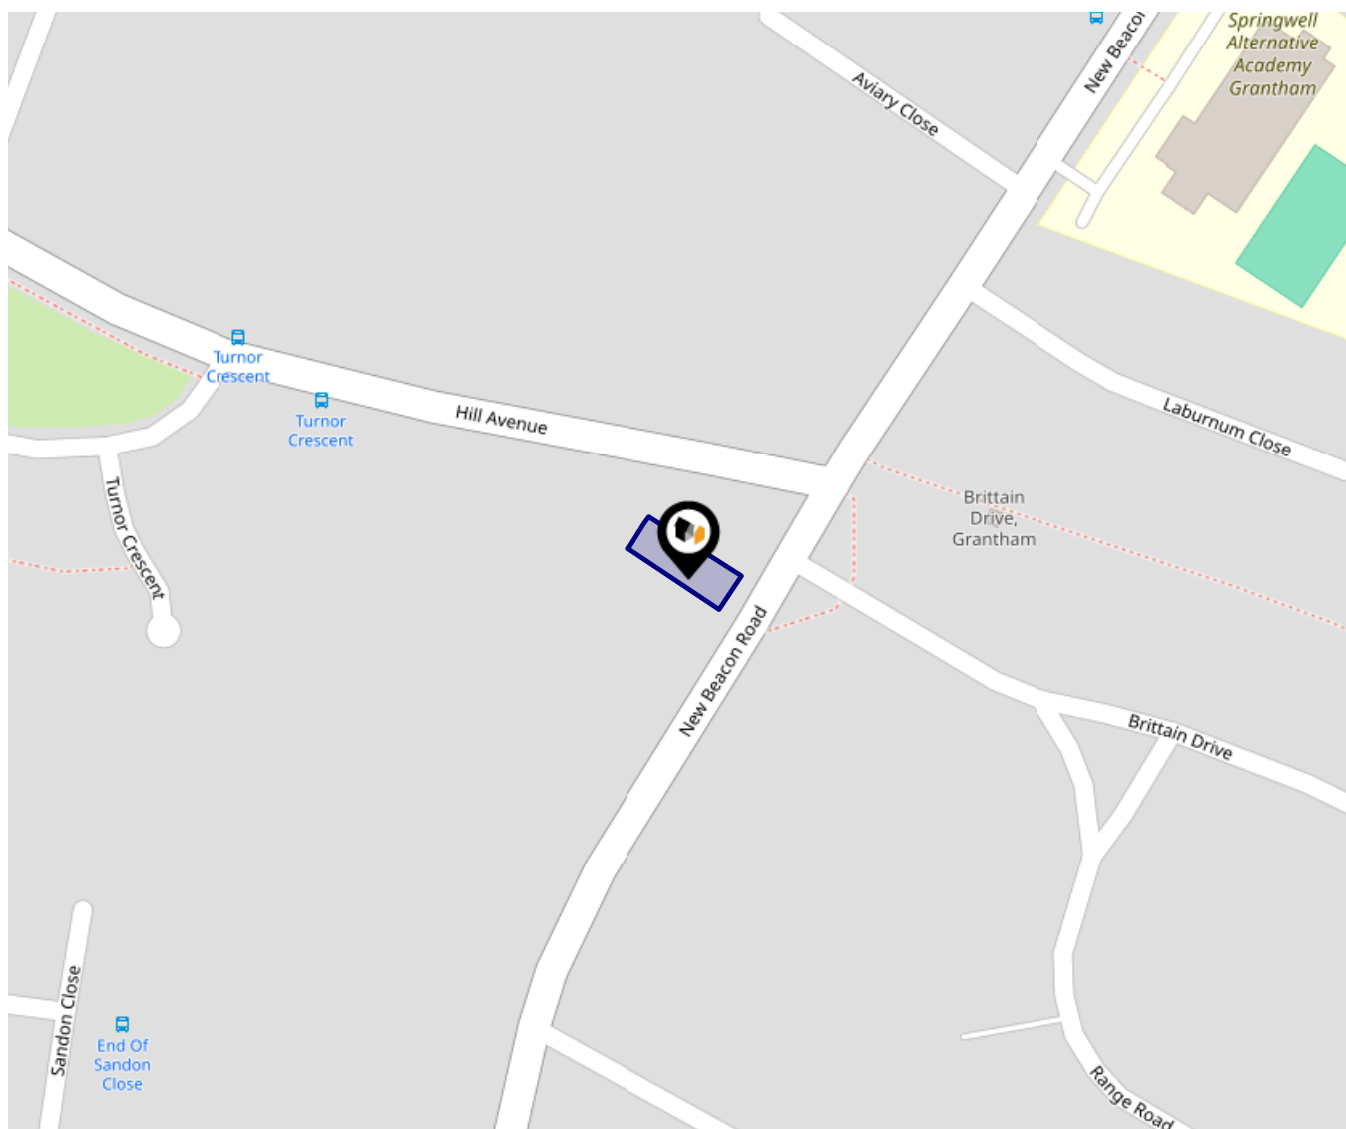 Springwell
Alternative
Academy
Grantham
New Beaco
Aviary Close
Turnor
Crescent
Turnor
Crescent
Hill Avenue
Laburnum Close
Turnor Crescent
Brittain
Drive,
Grantham
New Beacon Road
Brittain Drive
Sandon Close
End Of
Sandon
Close
Range Road